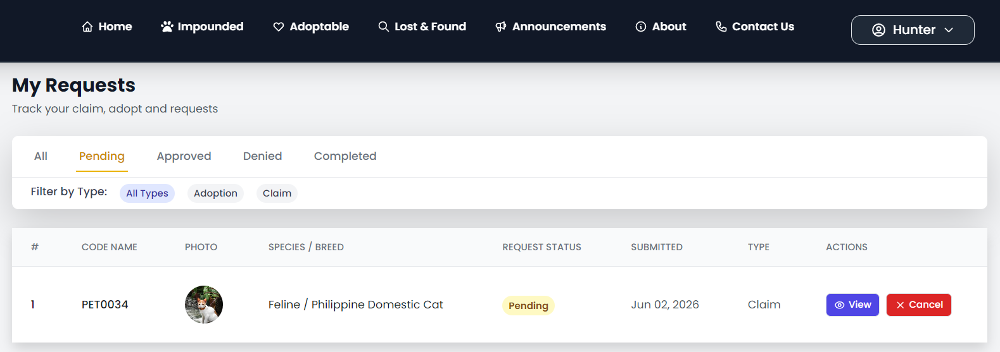 Home Impounded Adoptable Lost & Found Announcements About Contact Us Hunter
My Requests
Track your claim, adopt and requests
All Pending Approved Denied Completed
Filter by Type: All Types Adoption Claim
# CODE NAME PHOTO SPECIES / BREED REQUEST STATUS SUBMITTED TYPE ACTIONS
1 PET0034 Feline / Philippine Domestic Cat Pending Jun 02, 2026 Claim View Cancel